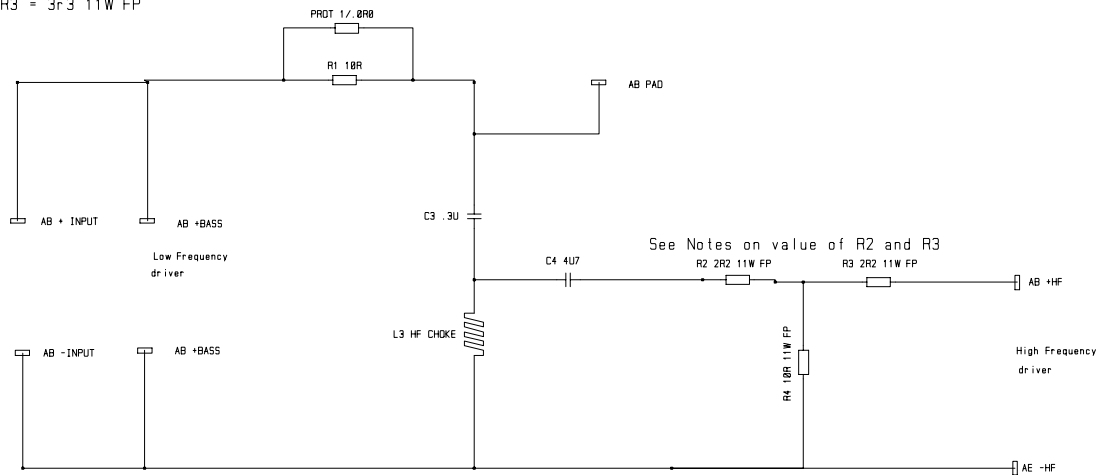 R3 = 3r3 11W FP
PROT 1/.0R0
R1 10R
AB PAD
AB + INPUT
AB +BASS
C3 .3U
Low Frequency
driver
See Notes on value of R2 and R3
C4 4U7
R2 2R2 11W FP
R3 2R2 11W FP
AB +HF
L3 HF CHOKE
R4 10R 11W FP
AB -INPUT
AB +BASS
High Frequency
driver
AE -HF